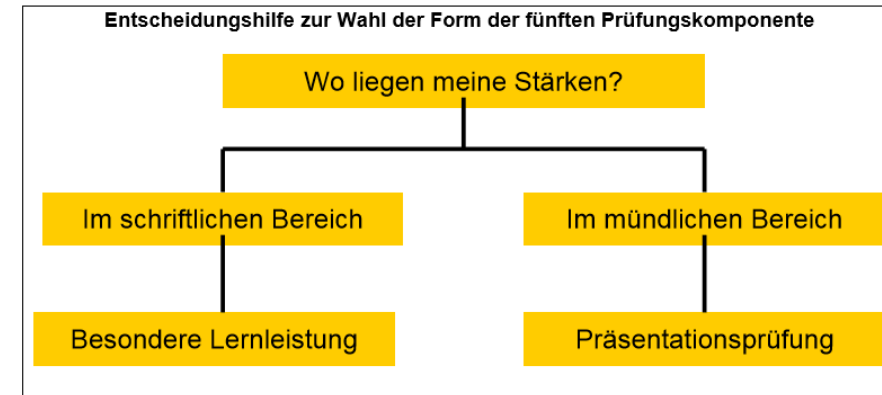 Entscheidungshilfe zur Wahl der Form der fünften Prüfungskomponente
Wo liegen meine Stärken?
Im schriftlichen Bereich
Im mündlichen Bereich
Besondere Lernleistung
Präsentationsprüfung